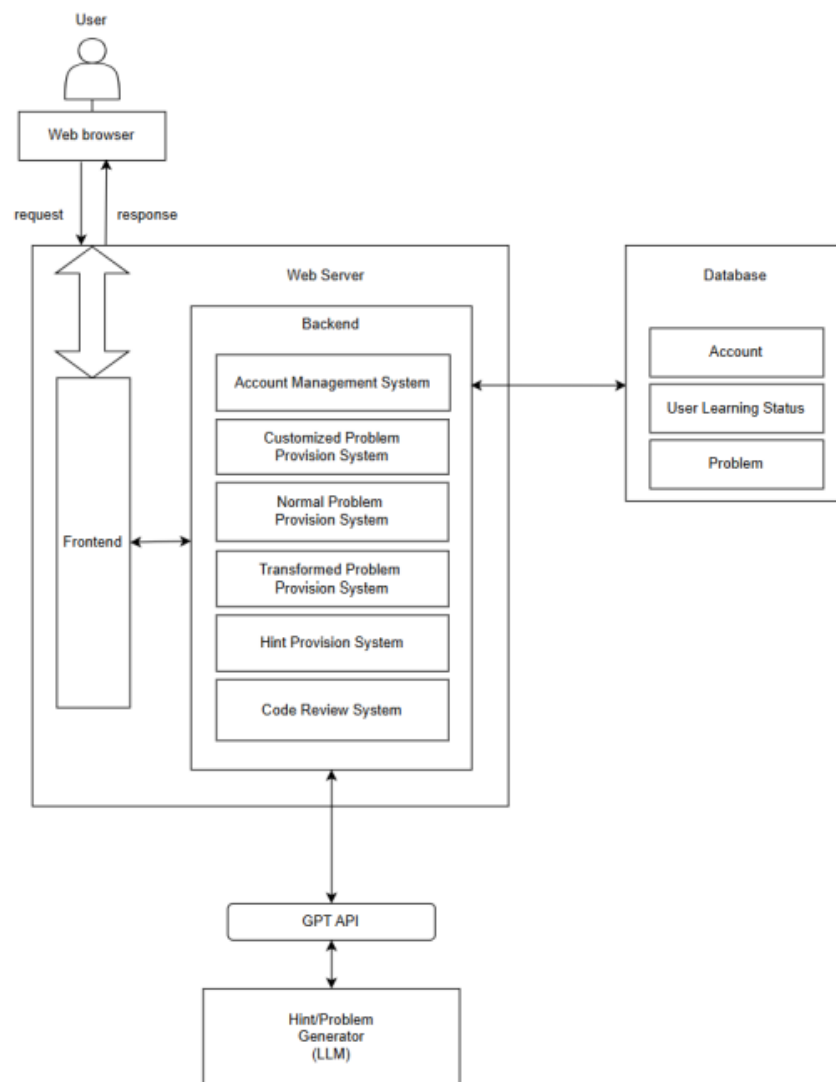 User
Web browser
request
response
Web Server
Database
Backend
Account Management System
Account
User Learning Status
Customized Problem
Provision System
Problem
Normal Problem
Provision System
Frontend
Transformed Problem
Provision System
Hint Provision System
Code Review System
GPT API
Hint/Problem
Generator
(LLM)